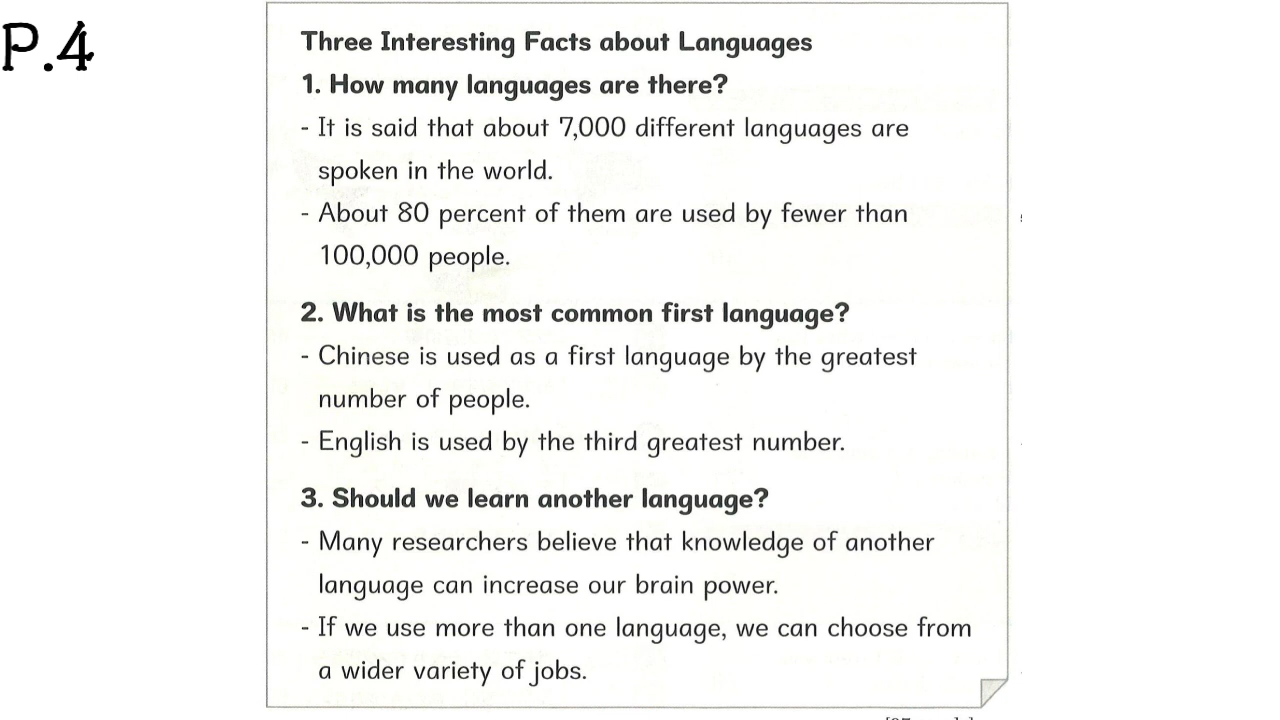 P.4
Three Interesting Facts about Languages
1. How many languages are there?
- It is said that about 7,000 different languages are
spoken in the world.
- About 80 percent of them are used by fewer than
100,000 people.
2. What is the most common first language?
- Chinese is used as a first language by the greatest
number of people.
- English is used by the third greatest number.
3. Should we learn another language?
- Many researchers believe that knowledge of another
language can increase our brain power.
- If we use more than one language, we can choose from
a wider variety of jobs.